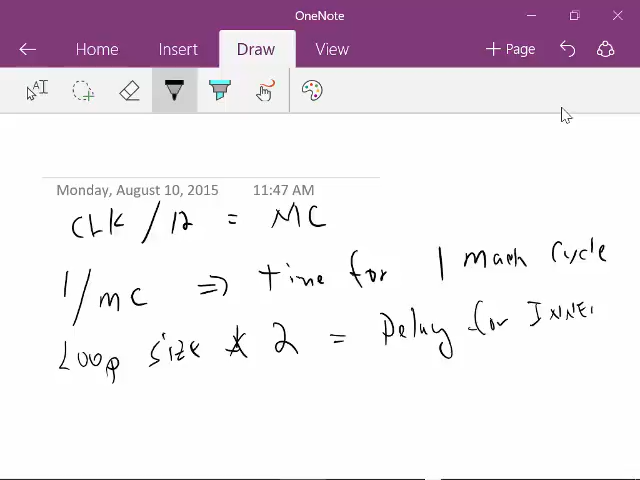 OneNote
Home Insert Draw View + Page
Monday, August 10, 2015 11:47 AM
CLK / 12 = MC
1/mC => time for 1 Mach Cycle
Loop size * 2 = Delay for INNER